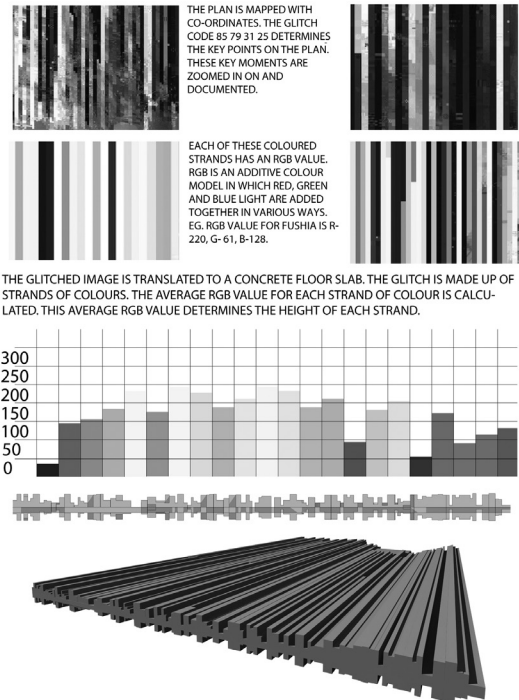 THE PLAN IS MAPPED WITH
CO-ORDINATES. THE GLITCH
CODE 85 79 31 25 DETERMINES
THE KEY POINTS ON THE PLAN.
THESE KEY MOMENTS ARE
ZOOMED IN ON AND
DOCUMENTED.
EACH OF THESE COLOURED
STRANDS HAS AN RGB VALUE.
RGB IS AN ADDITIVE COLOUR
MODEL IN WHICH RED, GREEN
AND BLUE LIGHT ARE ADDED
TOGETHER IN VARIOUS WAYS.
EG. RGB VALUE FOR FUSHIA IS R-
220, G- 61, B-128.
THE GLITCHED IMAGE IS TRANSLATED TO A CONCRETE FLOOR SLAB. THE GLITCH IS MADE UP OF
STRANDS OF COLOURS. THE AVERAGE RGB VALUE FOR EACH STRAND OF COLOUR IS CALCU-
LATED. THIS AVERAGE RGB VALUE DETERMINES THE HEIGHT OF EACH STRAND.
300
250
200
150
100
50
0